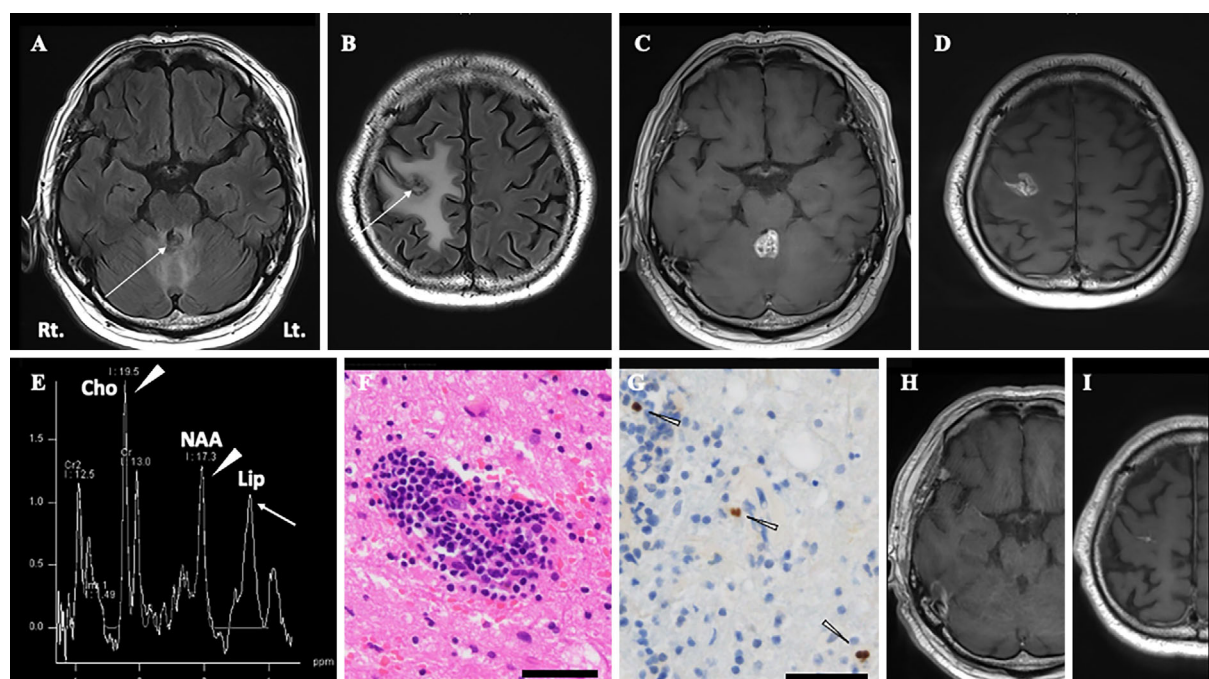 A
B
C
D
Rt.
Lt.
E
F
G
H
I
I : 19.5
Cho
NAA
I : 17.3
Lip
Cr2
I : 12.5
Cr
I : 13.0
1.5
1.0
0.5
0.0
ppm